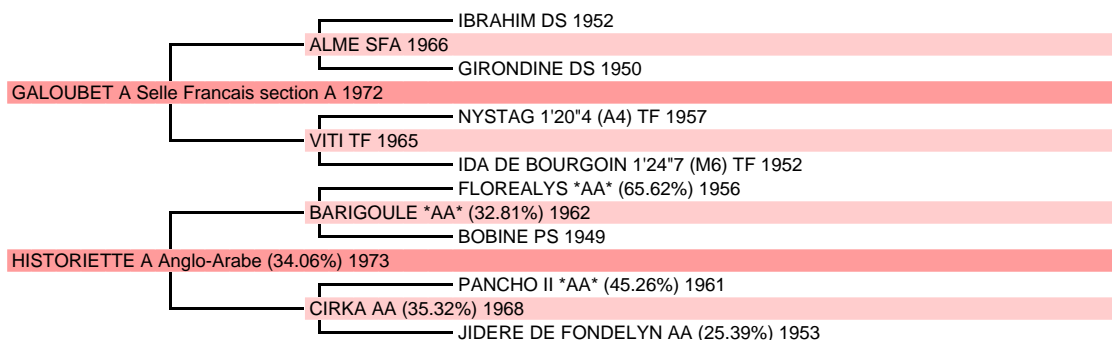 IBRAHIM DS 1952
ALME SFA 1966
GIRONDINE DS 1950
GALOUBET A Selle Francais section A 1972
NYSTAG 1'20"4 (A4) TF 1957
VITI TF 1965
IDA DE BOURGOIN 1'24"7 (M6) TF 1952
FLOREALYS *AA* (65.62%) 1956
BARIGOULE *AA* (32.81%) 1962
BOBINE PS 1949
HISTORIETTE A Anglo-Arabe (34.06%) 1973
PANCHO II *AA* (45.26%) 1961
CIRKA AA (35.32%) 1968
JIDERE DE FONDELYN AA (25.39%) 1953